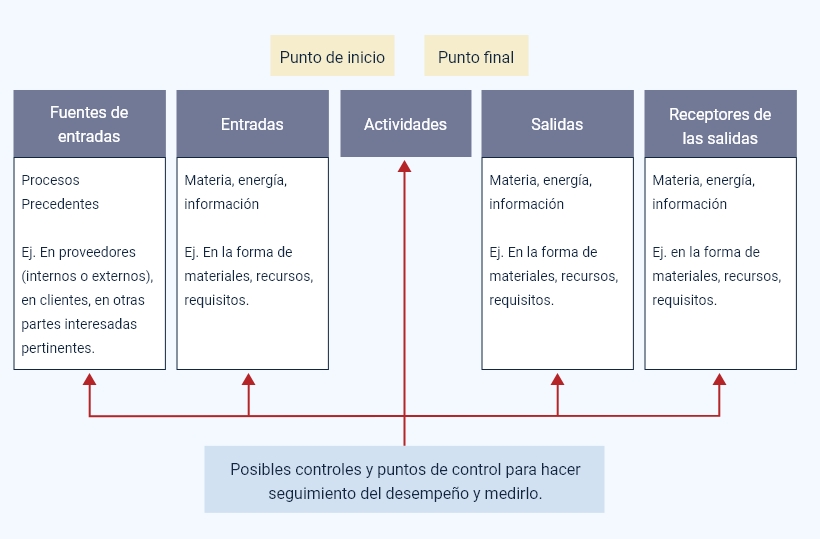 Punto de inicio
Punto final
Fuentes de
entradas
Entradas
Actividades
Salidas
Receptores de
las salidas
Procesos
Precedentes
Ej. En proveedores
(internos o externos),
en clientes, en otras
partes interesadas
pertinentes.
Materia, energía,
información
Ej. En la forma de
materiales, recursos,
requisitos.
Materia, energía,
información
Ej. En la forma de
materiales, recursos,
requisitos.
Materia, energía,
información
Ej. en la forma de
materiales, recursos,
requisitos.
Posibles controles y puntos de control para hacer
seguimiento del desempeño y medirlo.